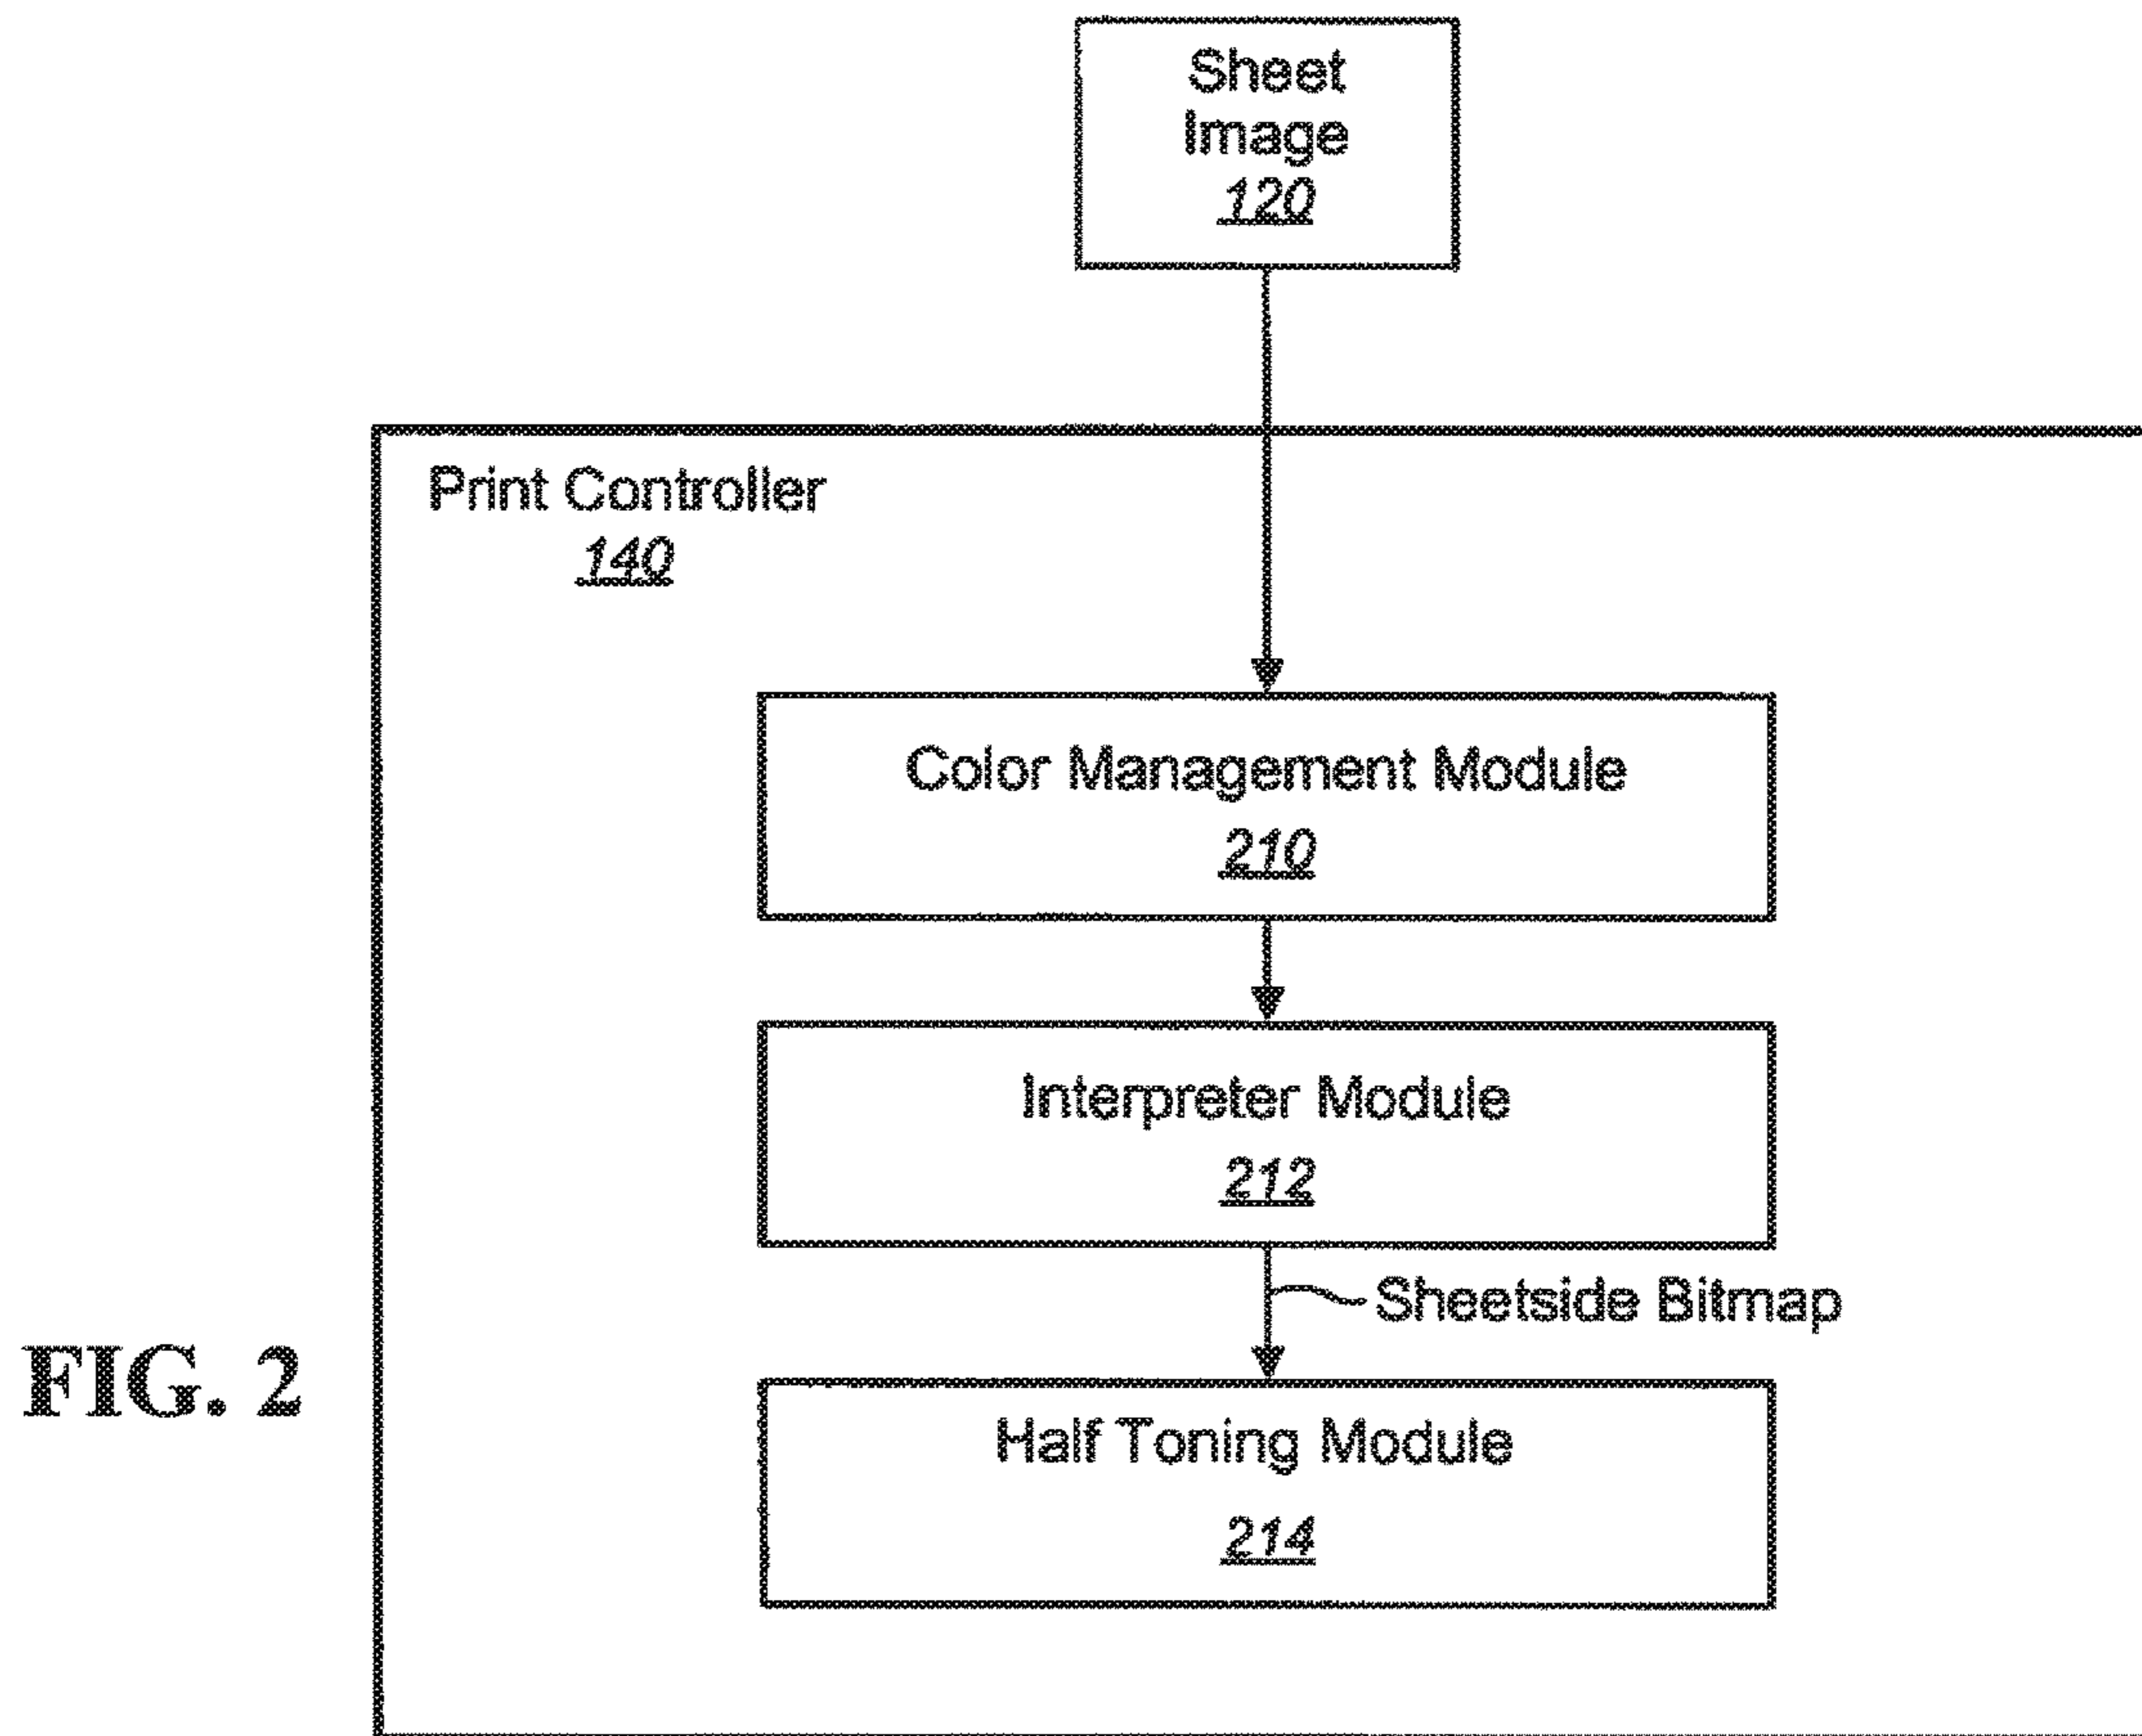 Sheet
Image
120
Print Controller
140
Color Management Module
210
Interpreter Module
212
Sheetside Bitmap
Half Toning Module
214
FIG. 2